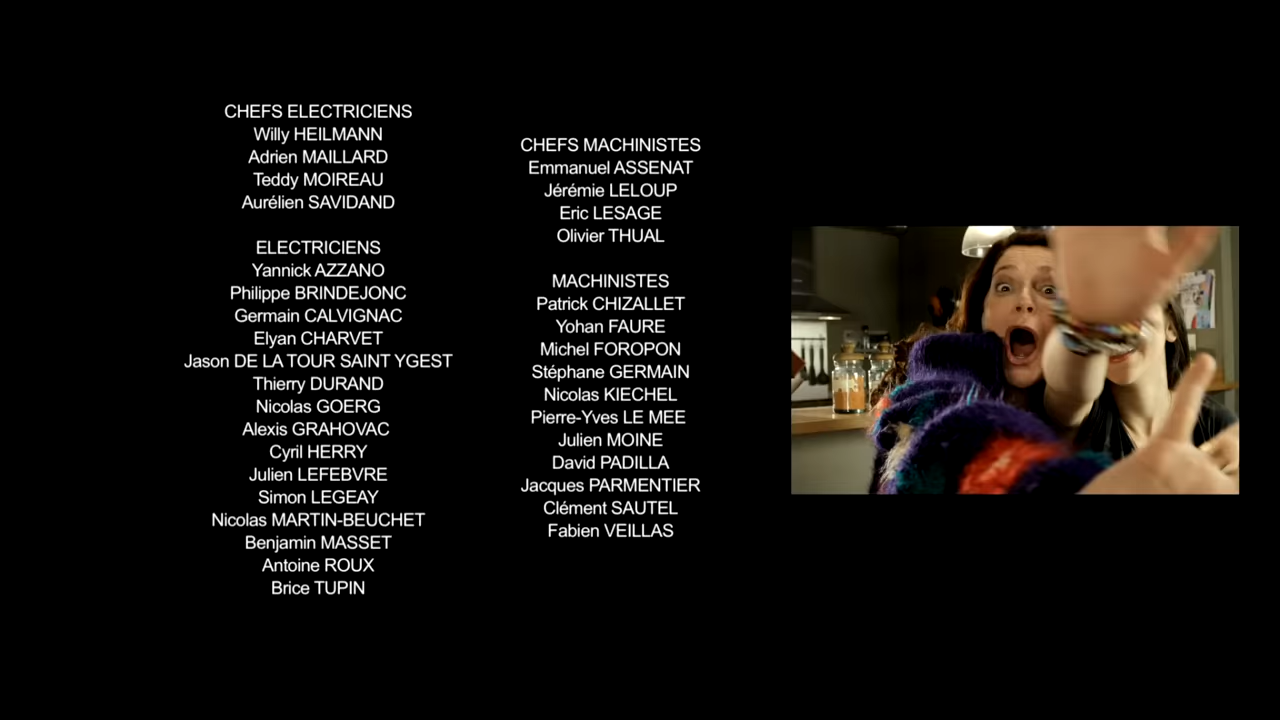 CHEFS ELECTRICIENS
Willy HEILMANN
Adrien MAILLARD
Teddy MOIREAU
Aurélien SAVIDAND
ELECTRICIENS
Yannick AZZANO
Philippe BRINDEJONC
Germain CALVIGNAC
Elyan CHARVET
Jason DE LA TOUR SAINT YGEST
Thierry DURAND
Nicolas GOERG
Alexis GRAHOVAC
Cyril HERRY
Julien LEFEBVRE
Simon LEGEAY
Nicolas MARTIN-BEUCHET
Benjamin MASSET
Antoine ROUX
Brice TUPIN
CHEFS MACHINISTES
Emmanuel ASSENAT
Jérémie LELOUP
Eric LESAGE
Olivier THUAL
MACHINISTES
Patrick CHIZALLET
Yohan FAURE
Michel FOROPON
Stéphane GERMAIN
Nicolas KIECHEL
Pierre-Yves LE MEE
Julien MOINE
David PADILLA
Jacques PARMENTIER
Clément SAUTEL
Fabien VEILLAS